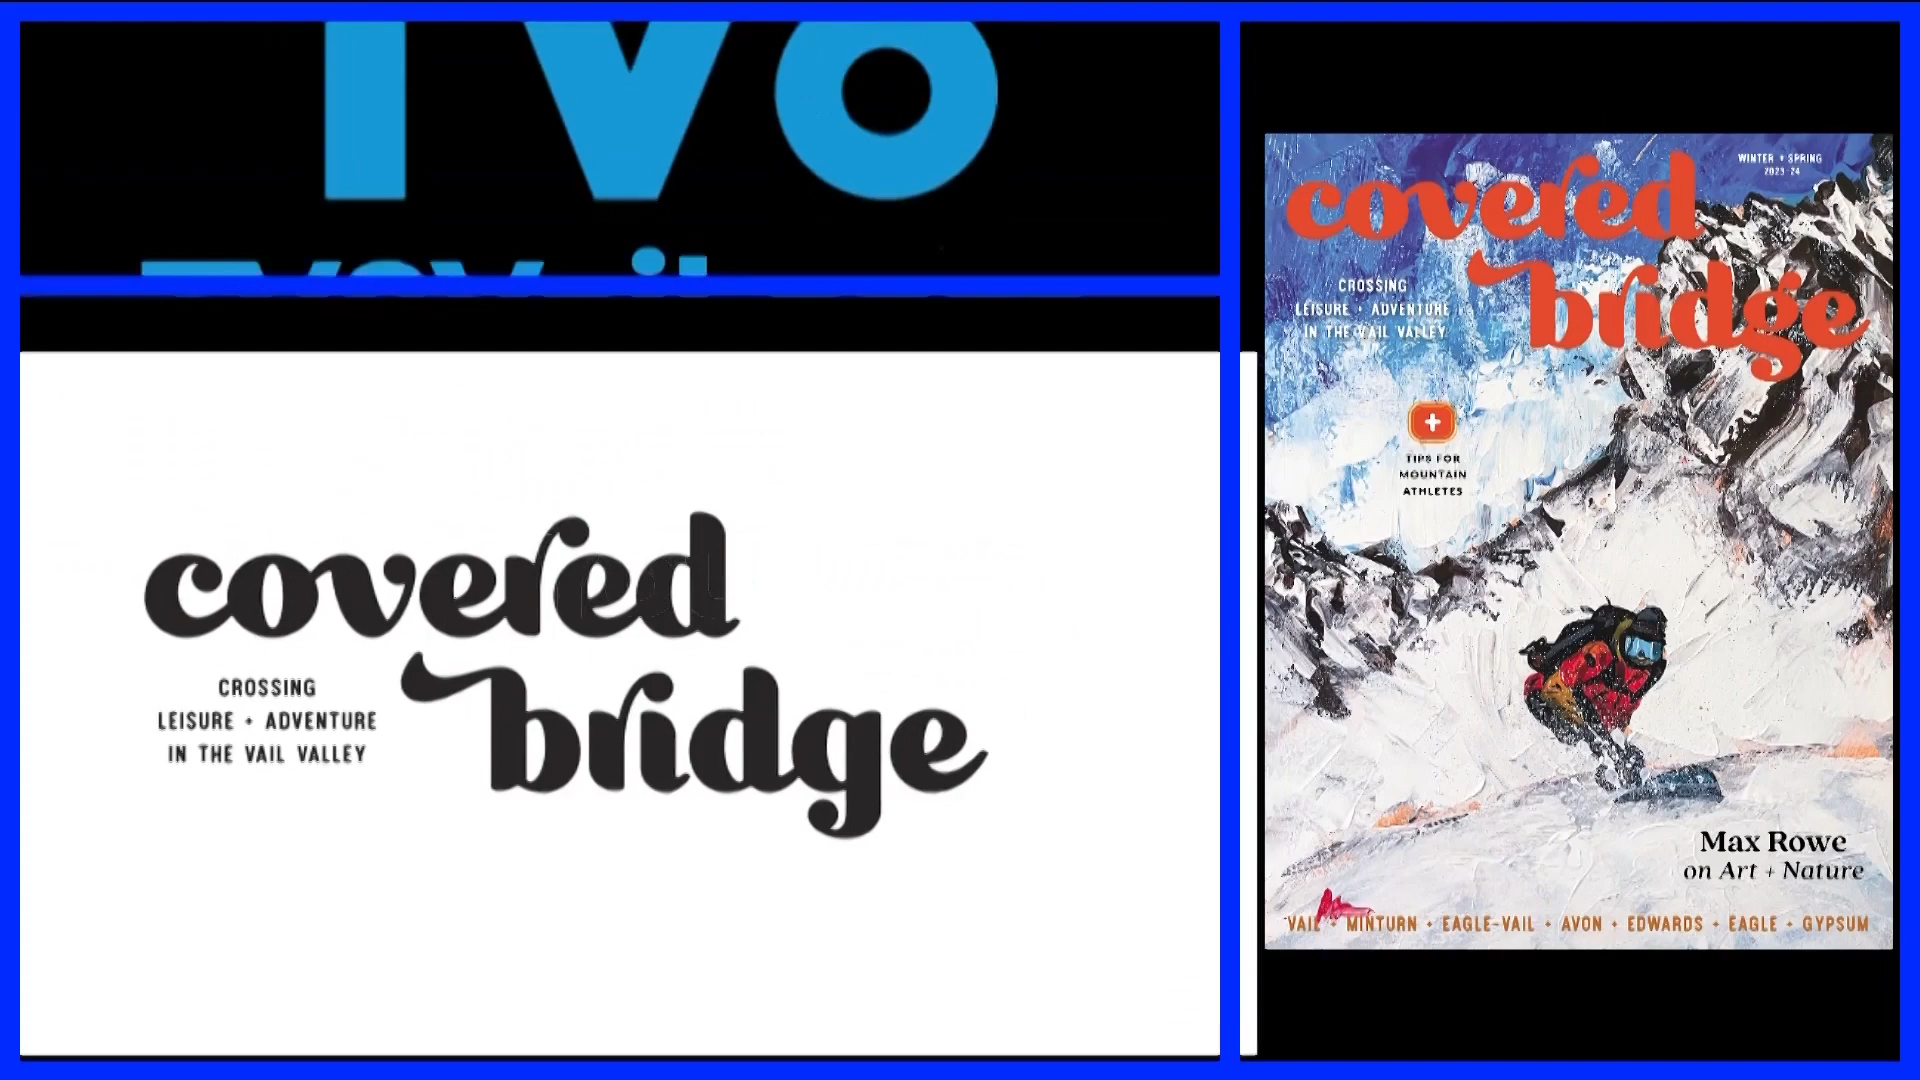 TVO
covered
bridge
CROSSING
LEISURE + ADVENTURE
IN THE VAIL VALLEY
covered
bridge
WINTER + SPRING
2023-24
CROSSING
LEISURE + ADVENTURE
IN THE VAIL VALLEY
+
TIPS FOR
MOUNTAIN
ATHLETES
Max Rowe
on Art + Nature
VAIL + MINTURN + EAGLE-VAIL + AVON + EDWARDS + EAGLE + GYPSUM